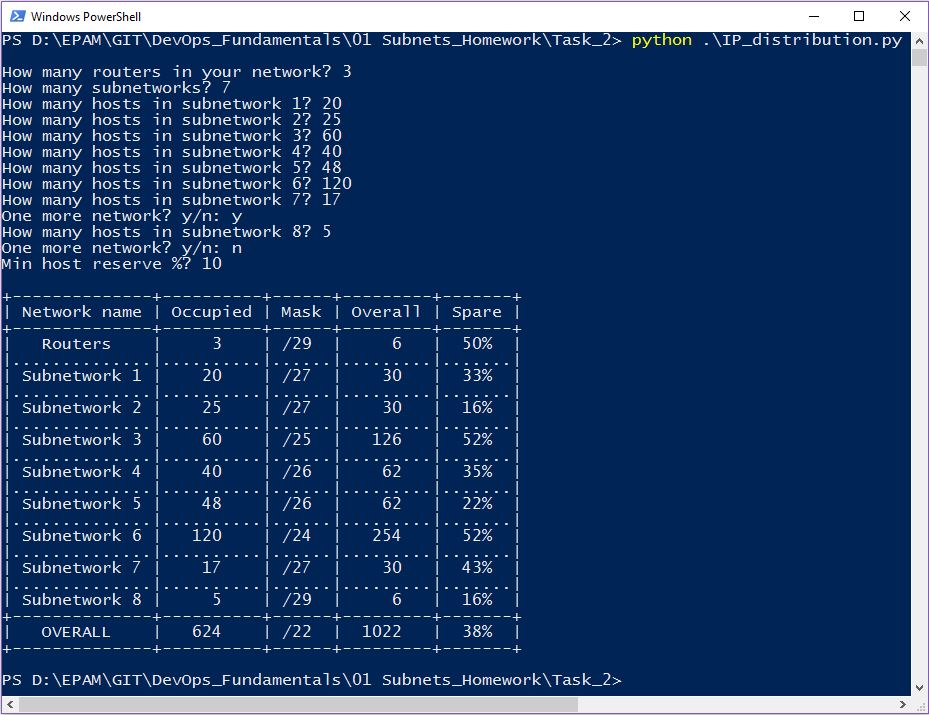 Windows PowerShell
PS D:\EPAM\GIT\DevOps_Fundamentals\01 Subnets_Homework\Task_2> python .\IP_distribution.py
How many routers in your network? 3
How many subnetworks? 7
How many hosts in subnetwork 1? 20
How many hosts in subnetwork 2? 25
How many hosts in subnetwork 3? 60
How many hosts in subnetwork 4? 40
How many hosts in subnetwork 5? 48
How many hosts in subnetwork 6? 120
How many hosts in subnetwork 7? 17
One more network? y/n: y
How many hosts in subnetwork 8? 5
One more network? y/n: n
Min host reserve %? 10
+--------------+----------+------+---------+-------+
| Network name | Occupied | Mask | Overall | Spare |
+--------------+----------+------+---------+-------+
| Routers | 3 | /29 | 6 | 50% |
|..............|..........|......|.........|.......|
| Subnetwork 1 | 20 | /27 | 30 | 33% |
|..............|..........|......|.........|.......|
| Subnetwork 2 | 25 | /27 | 30 | 16% |
|..............|..........|......|.........|.......|
| Subnetwork 3 | 60 | /25 | 126 | 52% |
|..............|..........|......|.........|.......|
| Subnetwork 4 | 40 | /26 | 62 | 35% |
|..............|..........|......|.........|.......|
| Subnetwork 5 | 48 | /26 | 62 | 22% |
|..............|..........|......|.........|.......|
| Subnetwork 6 | 120 | /24 | 254 | 52% |
|..............|..........|......|.........|.......|
| Subnetwork 7 | 17 | /27 | 30 | 43% |
|..............|..........|......|.........|.......|
| Subnetwork 8 | 5 | /29 | 6 | 16% |
+--------------+----------+------+---------+-------+
| OVERALL | 624 | /22 | 1022 | 38% |
+--------------+----------+------+---------+-------+
PS D:\EPAM\GIT\DevOps_Fundamentals\01 Subnets_Homework\Task_2>